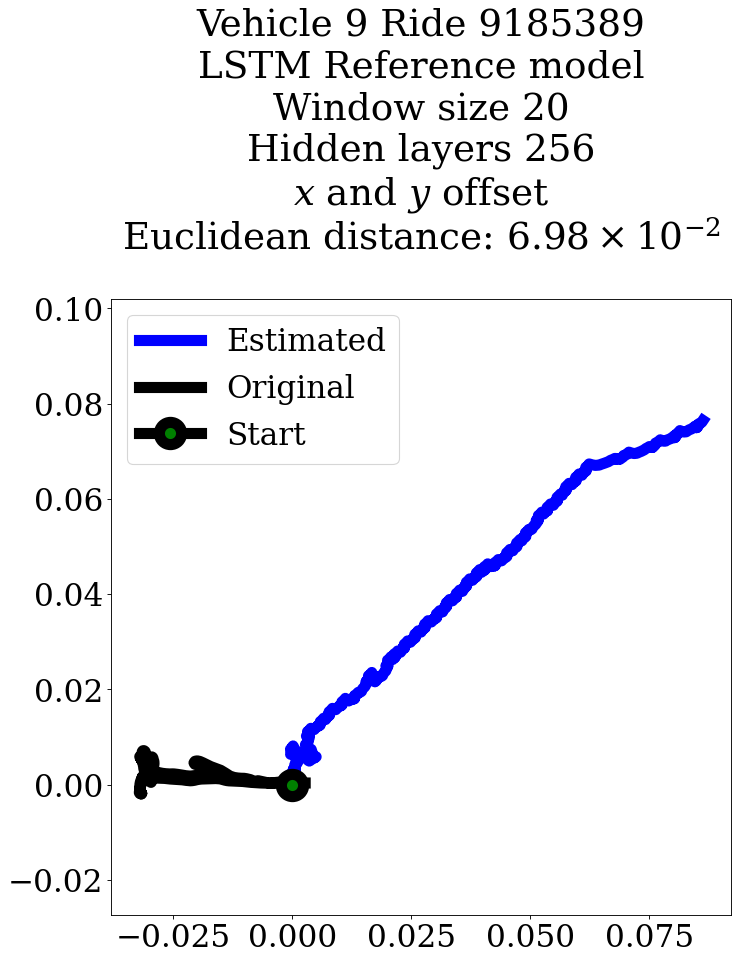 Vehicle 9 Ride 9185389
LSTM Reference model
Window size 20
Hidden layers 256
x and y offset
Euclidean distance: 6.98 × 10⁻²
Estimated
Original
Start
0.10
0.08
0.06
0.04
0.02
0.00
−0.02
−0.025 0.000 0.025 0.050 0.075